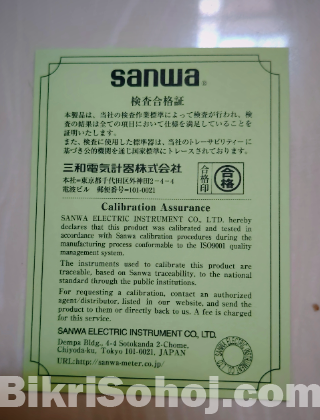 sanwa®
検査合格証
本製品は、当社の検査作業標準によって検査が行われ、検
査の結果は全ての項目において仕様を満足していることを
証明いたします。
また、検査に使用した標準器は、当社のトレーサビリティーに
基づき公的機関を通じ国家標準にトレースされております。
三和電気計器株式会社
本社=東京都千代田区外神田2-4-4
電波ビル 郵便番号=101-0021
合格印
合格
Calibration Assurance
SANWA ELECTRIC INSTRUMENT CO., LTD. hereby
declares that this product was calibrated and tested in
accordance with Sanwa calibration procedures during the
manufacturing process conformable to the ISO9001 quality
management system.
The instruments used to calibrate this product are
traceable, based on Sanwa traceability, to the national
standard through the public institutions.
For requesting a calibration, contact an authorized
agent/distributor, listed in our website, and send the
product to them or directly back to us. A fee is charged
for this service.
SANWA ELECTRIC INSTRUMENT CO., LTD.
Dempa Bldg., 4-4 Sotokanda 2-Chome,
Chiyoda-ku, Tokyo 101-0021, JAPAN
URL:http://sanwa-meter.co.jp/
BikriSohoj.com